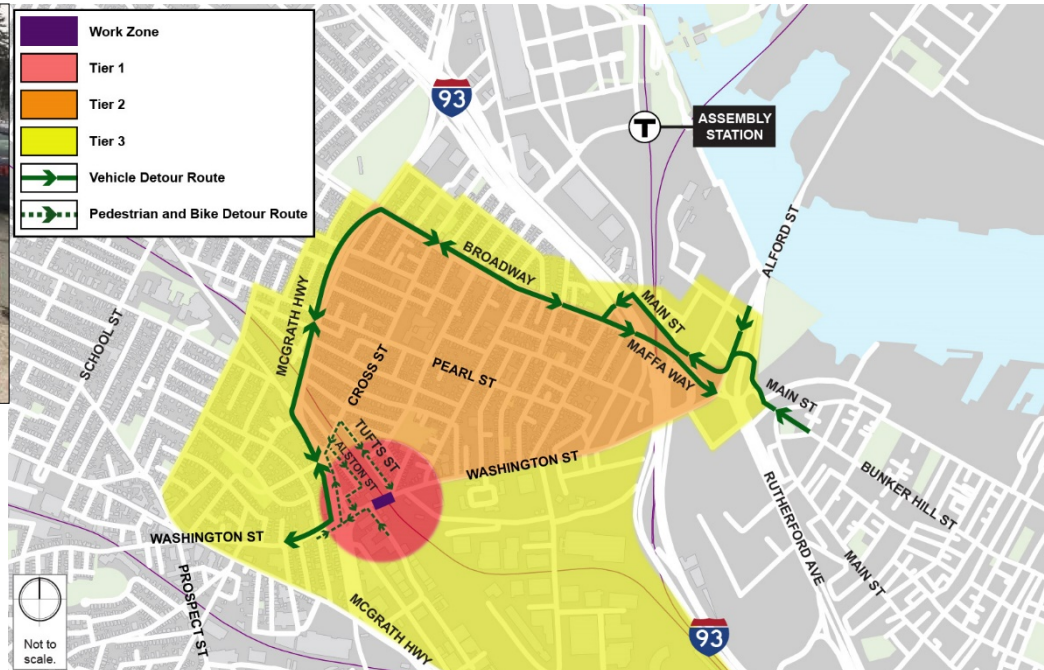 Work Zone
Tier 1
Tier 2
Tier 3
Vehicle Detour Route
Pedestrian and Bike Detour Route
93
T
ASSEMBLY
STATION
ALFORD ST
BROADWAY
MAIN ST
MCGRATH HWY
SCHOOL ST
CROSS ST
PEARL ST
MAFFA WAY
MAIN ST
TUFTS ST
ALSTON ST
WASHINGTON ST
BUNKER HILL ST
RUTHERFORD AVE
MAIN ST
WASHINGTON ST
PROSPECT ST
MCGRATH HWY
93
Not to
scale.